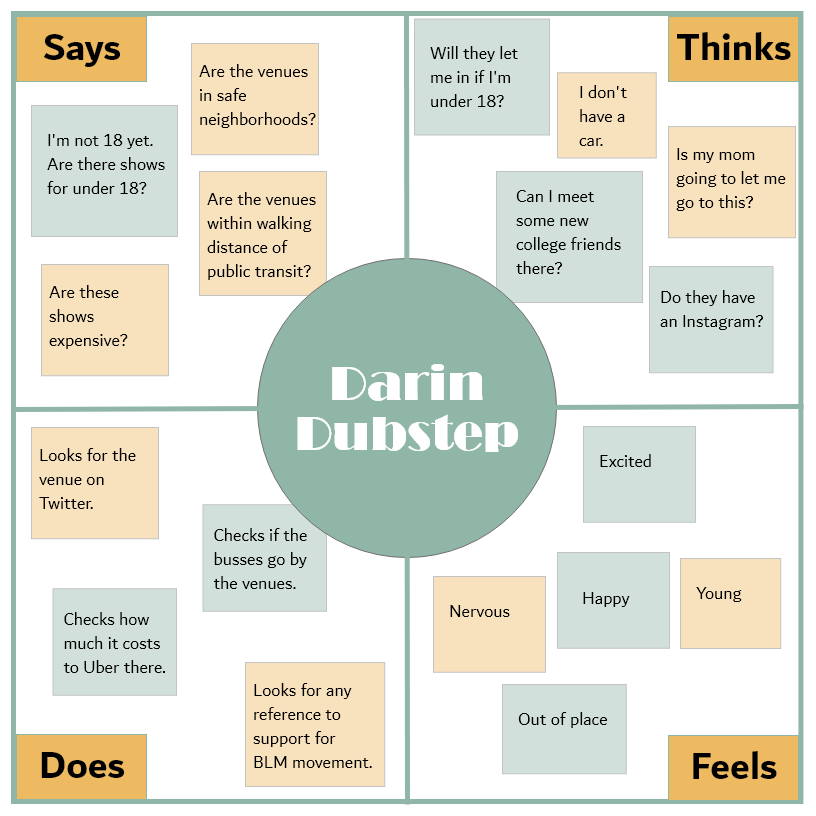 Says
Are the venues
in safe
neighborhoods?
I'm not 18 yet.
Are there shows
for under 18?
Are the venues
within walking
distance of
public transit?
Are these
shows
expensive?
Thinks
Will they let
me in if I'm
under 18?
I don't
have a
car.
Is my mom
going to let me
go to this?
Can I meet
some new
college friends
there?
Do they have
an Instagram?
Darin
Dubstep
Looks for the
venue on
Twitter.
Checks if the
busses go by
the venues.
Checks how
much it costs
to Uber there.
Looks for any
reference to
support for
BLM movement.
Does
Excited
Nervous
Happy
Young
Out of place
Feels